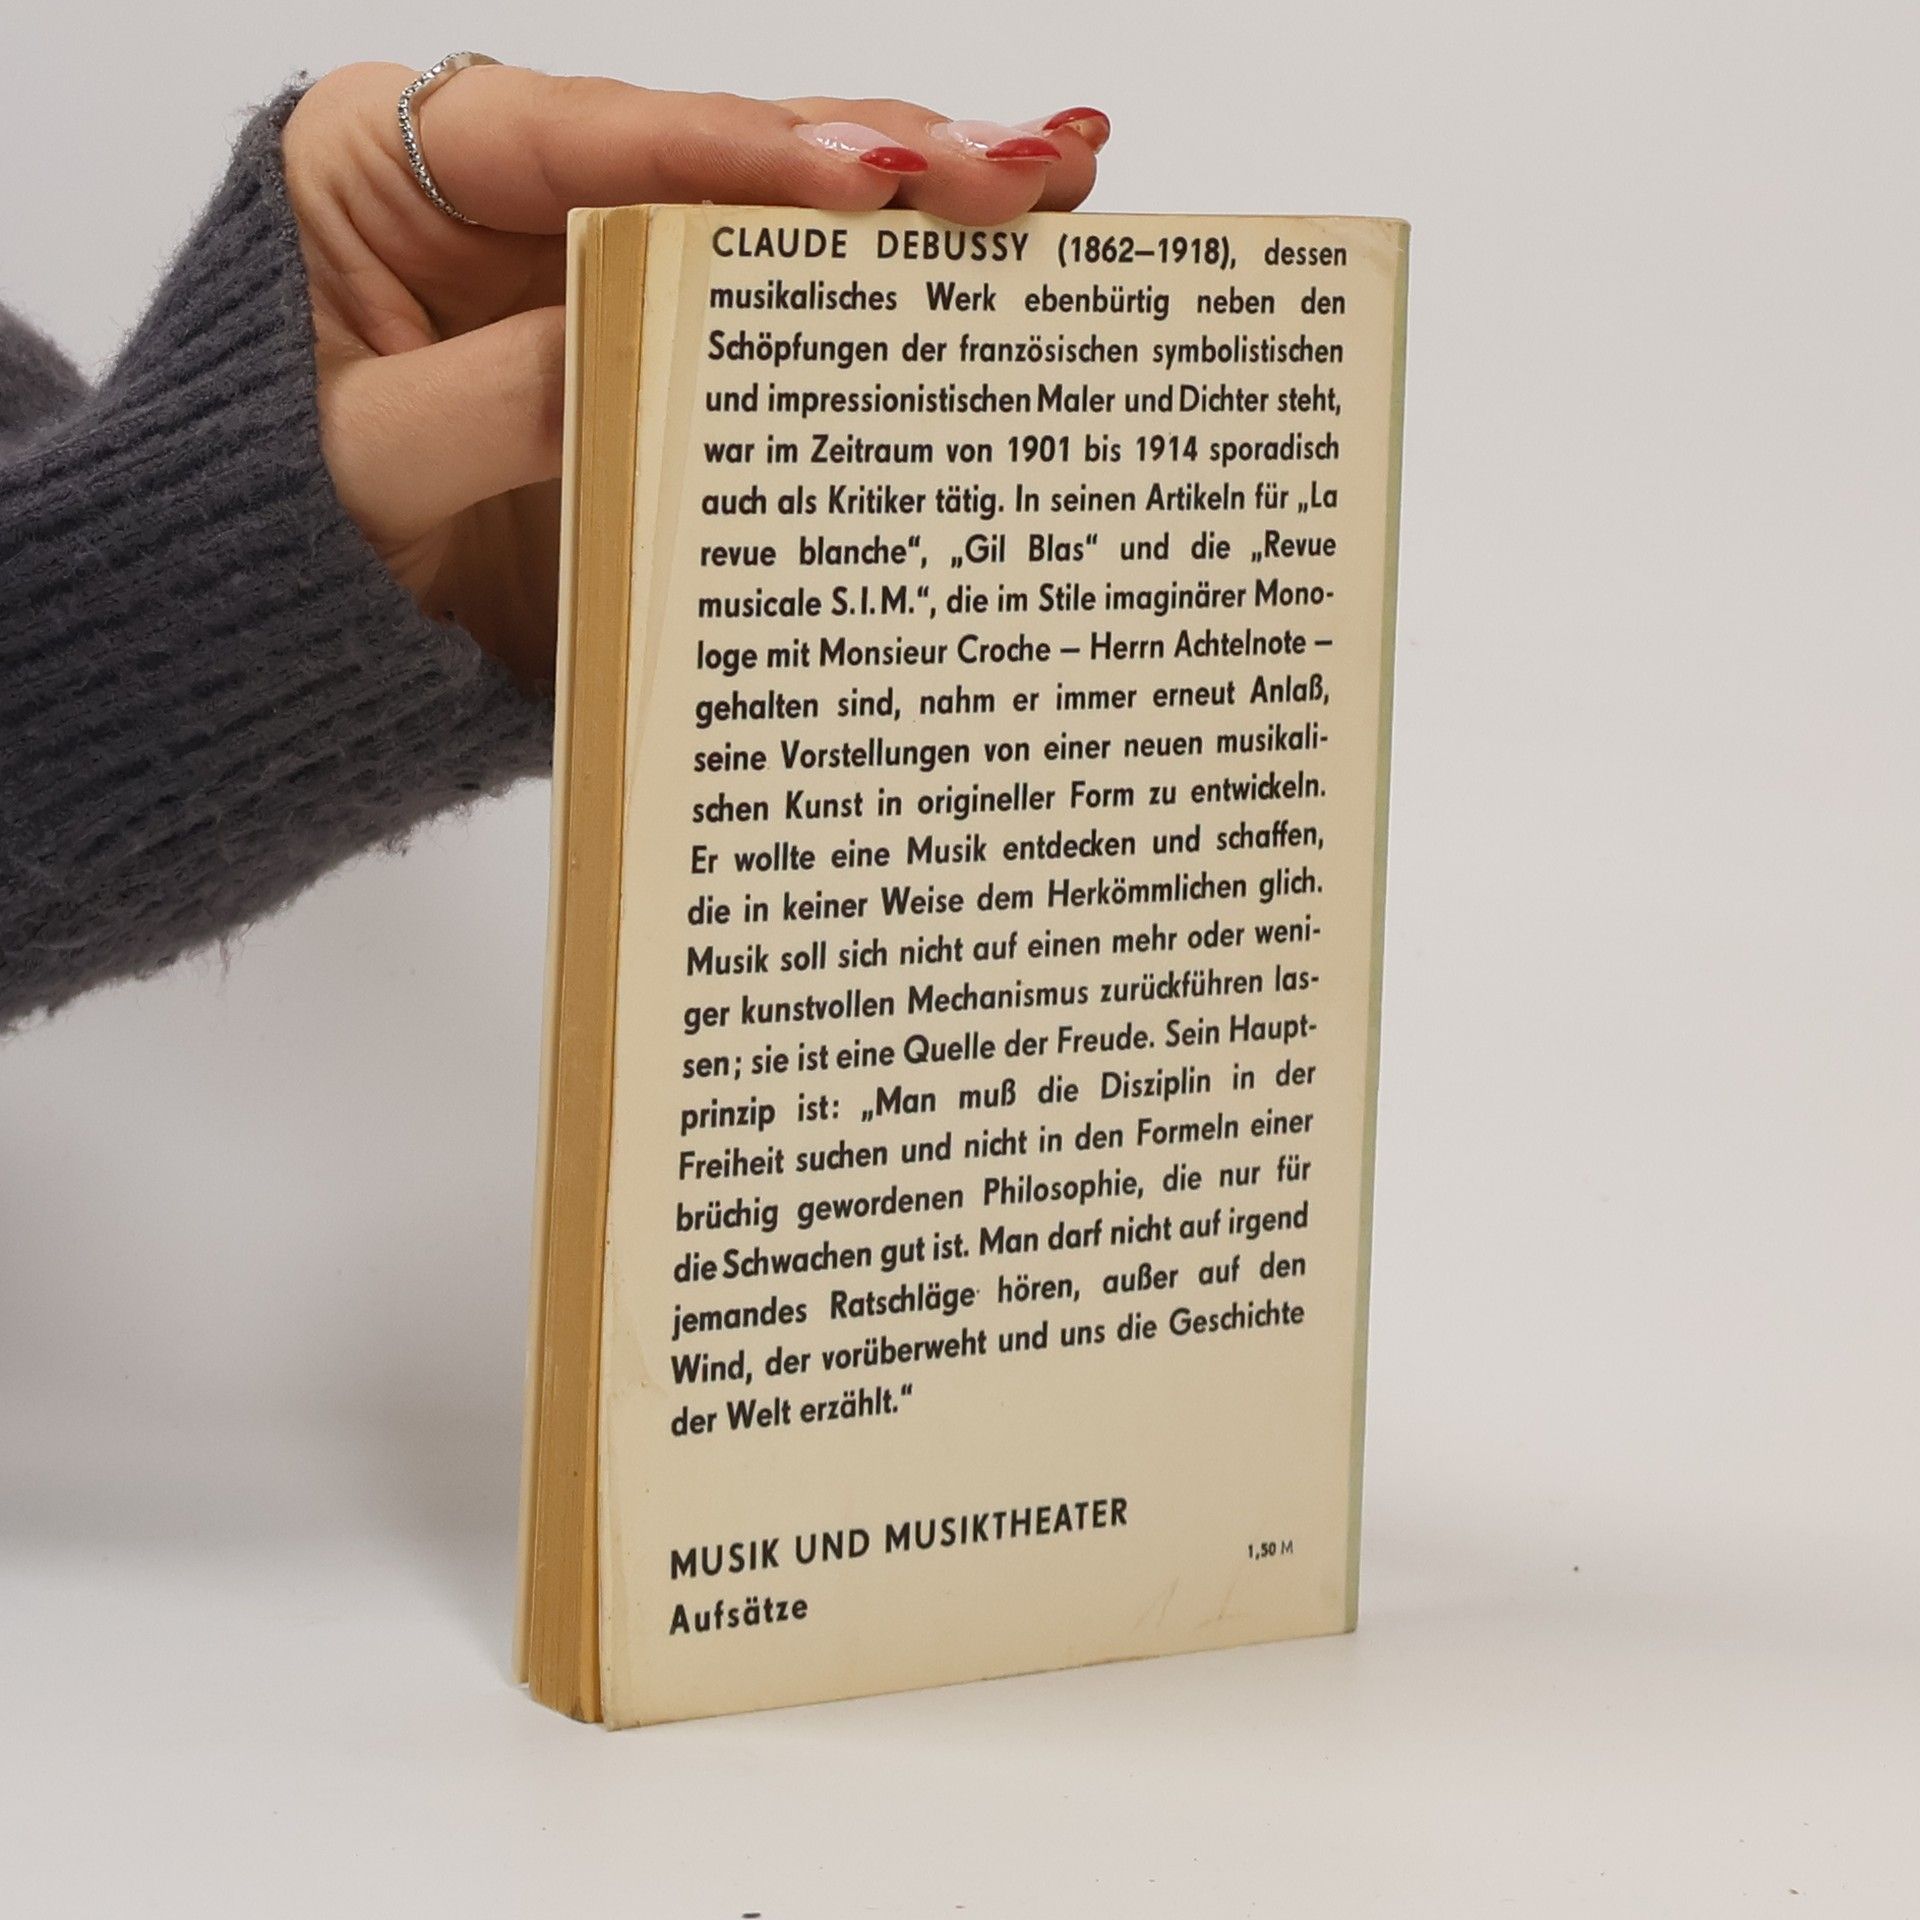 CLAUDE DEBUSSY (1862–1918), dessen
musikalisches Werk ebenbürtig neben den
Schöpfungen der französischen symbolistischen
und impressionistischen Maler und Dichter steht,
war im Zeitraum von 1901 bis 1914 sporadisch
auch als Kritiker tätig. In seinen Artikeln für „La
revue blanche“, „Gil Blas“ und die „Revue
musicale S.I.M.“, die im Stile imaginärer Mono-
loge mit Monsieur Croche – Herrn Achtelnote –
gehalten sind, nahm er immer erneut Anlaß,
seine Vorstellungen von einer neuen musikali-
schen Kunst in origineller Form zu entwickeln.
Er wollte eine Musik entdecken und schaffen,
die in keiner Weise dem Herkömmlichen glich.
Musik soll sich nicht auf einen mehr oder weni-
ger kunstvollen Mechanismus zurückführen las-
sen; sie ist eine Quelle der Freude. Sein Haupt-
prinzip ist: „Man muß die Disziplin in der
Freiheit suchen und nicht in den Formeln einer
brüchig gewordenen Philosophie, die nur für
die Schwachen gut ist. Man darf nicht auf irgend
jemandes Ratschläge hören, außer auf den
Wind, der vorüberweht und uns die Geschichte
der Welt erzählt.“
MUSIK UND MUSIKTHEATER
1,50 M
Aufsätze